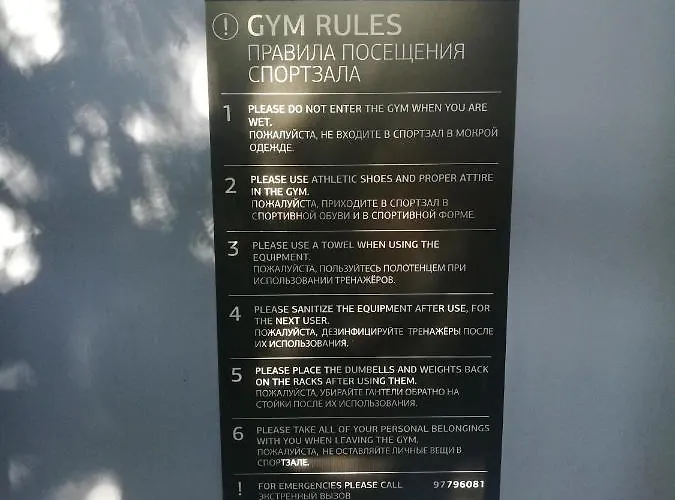 ! GYM RULES
ПРАВИЛА ПОСЕЩЕНИЯ
СПОРТЗАЛА
1 PLEASE DO NOT ENTER THE GYM WHEN YOU ARE
WET.
ПОЖАЛУЙСТА, НЕ ВХОДИТЕ В СПОРТЗАЛ В МОКРОЙ
ОДЕЖДЕ.
2 PLEASE USE ATHLETIC SHOES AND PROPER ATTIRE
IN THE GYM.
ПОЖАЛУЙСТА, ПРИХОДИТЕ В СПОРТЗАЛ В
СПОРТИВНОЙ ОБУВИ И В СПОРТИВНОЙ ФОРМЕ.
3 PLEASE USE A TOWEL WHEN USING THE
EQUIPMENT.
ПОЖАЛУЙСТА, ПОЛЬЗУЙТЕСЬ ПОЛОТЕНЦЕМ ПРИ
ИСПОЛЬЗОВАНИИ ТРЕНАЖЁРОВ.
4 PLEASE SANITIZE THE EQUIPMENT AFTER USE, FOR
THE NEXT USER.
ПОЖАЛУЙСТА, ДЕЗИНФИЦИРУЙТЕ ТРЕНАЖЁРЫ ПОСЛЕ
ИХ ИСПОЛЬЗОВАНИЯ.
5 PLEASE PLACE THE DUMBELLS AND WEIGHTS BACK
ON THE RACKS AFTER USING THEM.
ПОЖАЛУЙСТА, УБИРАЙТЕ ГАНТЕЛИ ОБРАТНО НА
СТОЙКИ ПОСЛЕ ИХ ИСПОЛЬЗОВАНИЯ.
6 PLEASE TAKE ALL OF YOUR PERSONAL BELONGINGS
WITH YOU WHEN LEAVING THE GYM.
ПОЖАЛУЙСТА, НЕ ОСТАВЛЯЙТЕ ЛИЧНЫЕ ВЕЩИ В
СПОРТЗАЛЕ.
! FOR EMERGENCIES PLEASE CALL 97796081
ЭКСТРЕННЫЙ ВЫЗОВ